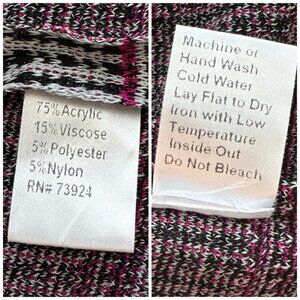 75% Acrylic
15% Viscose
5% Polyester
5% Nylon
RN# 73924
Machine or
Hand Wash
Cold Water
Lay Flat to Dry
Iron with Low
Temperature
Inside Out
Do Not Bleach